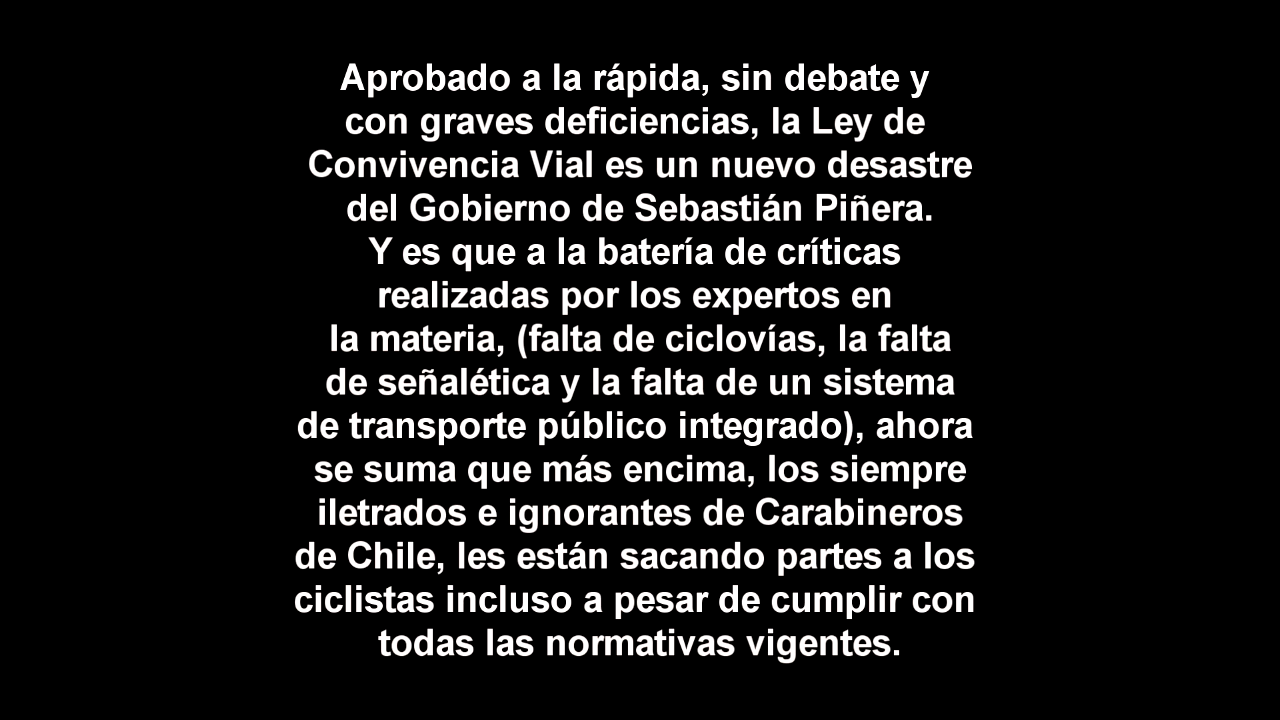 Aprobado a la rápida, sin debate y
con graves deficiencias, la Ley de
Convivencia Vial es un nuevo desastre
del Gobierno de Sebastián Piñera.
Y es que a la batería de críticas
realizadas por los expertos en
la materia, (falta de ciclovías, la falta
de señalética y la falta de un sistema
de transporte público integrado), ahora
se suma que más encima, los siempre
iletrados e ignorantes de Carabineros
de Chile, les están sacando partes a los
ciclistas incluso a pesar de cumplir con
todas las normativas vigentes.